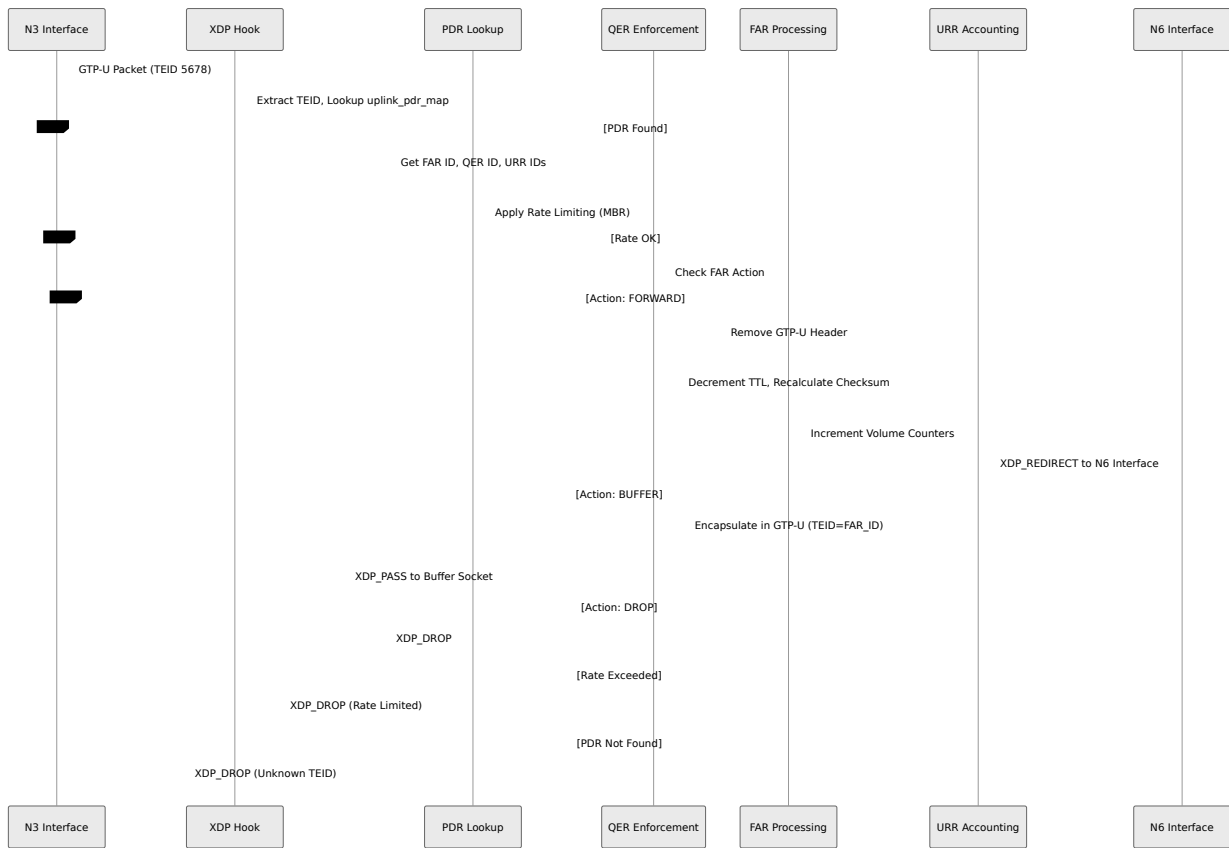 N3 Interface
XDP Hook
PDR Lookup
QER Enforcement
FAR Processing
URR Accounting
N6 Interface
GTP-U Packet (TEID 5678)
Extract TEID, Lookup uplink_pdr_map
[PDR Found]
Get FAR ID, QER ID, URR IDs
Apply Rate Limiting (MBR)
[Rate OK]
Check FAR Action
[Action: FORWARD]
Remove GTP-U Header
Decrement TTL, Recalculate Checksum
Increment Volume Counters
XDP_REDIRECT to N6 Interface
[Action: BUFFER]
Encapsulate in GTP-U (TEID=FAR_ID)
XDP_PASS to Buffer Socket
[Action: DROP]
XDP_DROP
[Rate Exceeded]
XDP_DROP (Rate Limited)
[PDR Not Found]
XDP_DROP (Unknown TEID)
N3 Interface
XDP Hook
PDR Lookup
QER Enforcement
FAR Processing
URR Accounting
N6 Interface